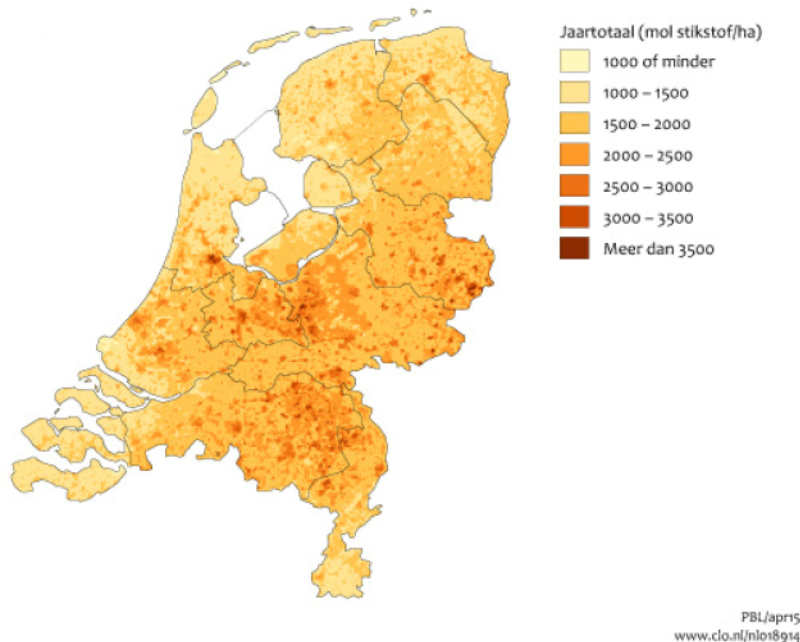 Jaartotaal (mol stikstof/ha)
1000 of minder
1000 – 1500
1500 – 2000
2000 – 2500
2500 – 3000
3000 – 3500
Meer dan 3500
PBL/apr15
www.clo.nl/nl018914